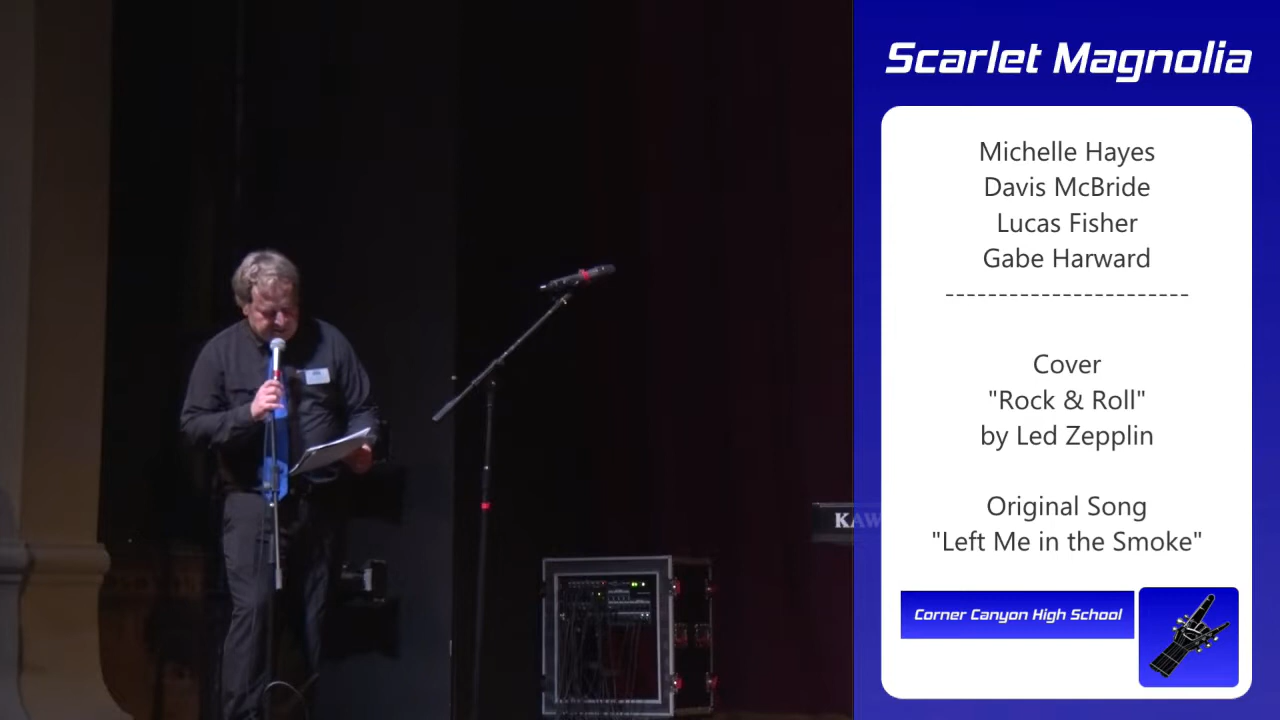 Scarlet Magnolia
Michelle Hayes
Davis McBride
Lucas Fisher
Gabe Harward
-----------------------
Cover
"Rock & Roll"
by Led Zepplin
Original Song
"Left Me in the Smoke"
KAW
Corner Canyon High School